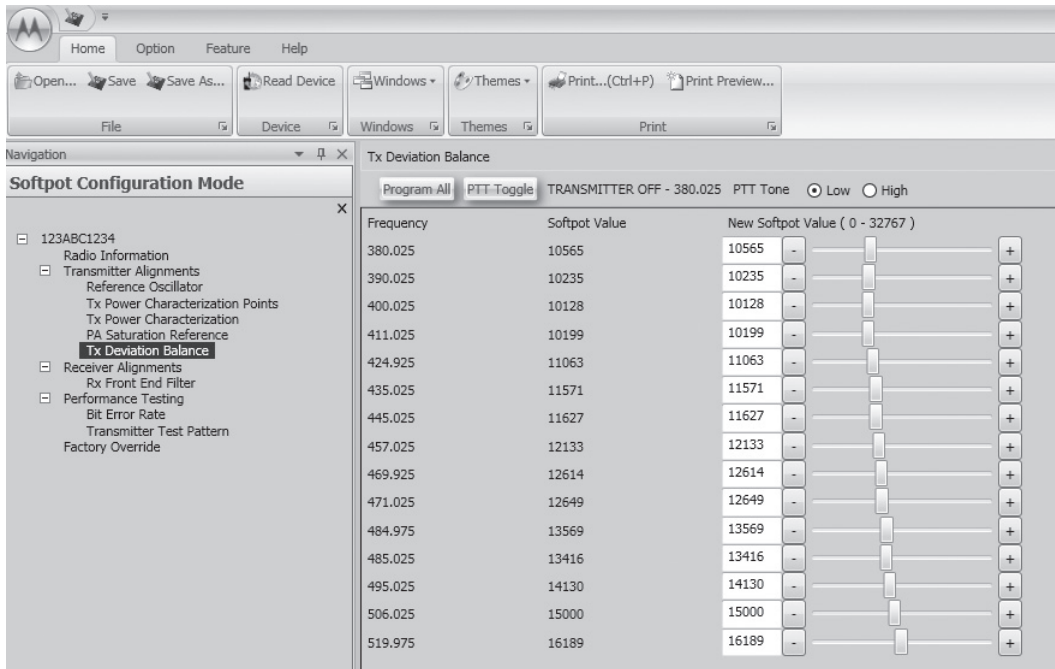 Home Option Feature Help
Open... Save Save As... Read Device Windows Themes Print...(Ctrl+P) Print Preview...
File Device Windows Themes Print
Navigation
Softpot Configuration Mode
123ABC1234
Radio Information
Transmitter Alignments
Reference Oscillator
Tx Power Characterization Points
Tx Power Characterization
PA Saturation Reference
Tx Deviation Balance
Receiver Alignments
Rx Front End Filter
Performance Testing
Bit Error Rate
Transmitter Test Pattern
Factory Override
Tx Deviation Balance
Program All PTT Toggle TRANSMITTER OFF - 380.025 PTT Tone Low High
Frequency Softpot Value New Softpot Value ( 0 - 32767 )
380.025 10565 10565 - +
390.025 10235 10235 - +
400.025 10128 10128 - +
411.025 10199 10199 - +
424.925 11063 11063 - +
435.025 11571 11571 - +
445.025 11627 11627 - +
457.025 12133 12133 - +
469.925 12614 12614 - +
471.025 12649 12649 - +
484.975 13569 13569 - +
485.025 13416 13416 - +
495.025 14130 14130 - +
506.025 15000 15000 - +
519.975 16189 16189 - +